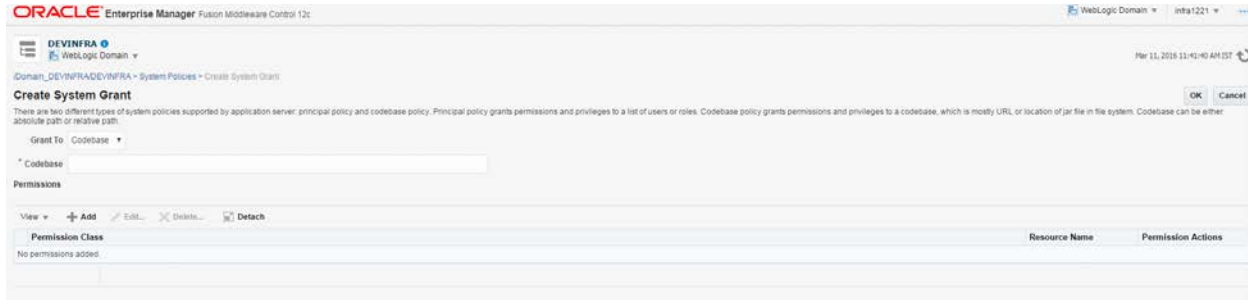 ORACLE Enterprise Manager Fusion Middleware Control 12c
WebLogic Domain infra1221
DEVINFRA
WebLogic Domain
Mar 11, 2016 11:41:40 AM IST
/Domain_DEVINFRA/DEVINFRA > System Policies > Create System Grant
Create System Grant
OK Cancel
There are two different types of system policies supported by application server: principal policy and codebase policy. Principal policy grants permissions and privileges to a list of users or roles. Codebase policy grants permissions and privileges to a codebase, which is mostly URL or location of jar file in file system. Codebase can be either
absolute path or relative path.
Grant To Codebase
* Codebase
Permissions
View Add Edit... Delete... Detach
Permission Class Resource Name Permission Actions
No permissions added.